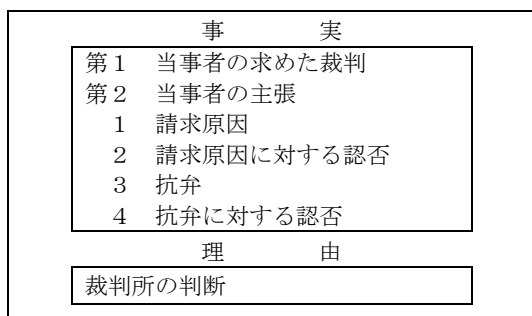 事　　　　実
第１　当事者の求めた裁判
第２　当事者の主張
１　請求原因
２　請求原因に対する認否
３　抗弁
４　抗弁に対する認否
理　　　　由
裁判所の判断